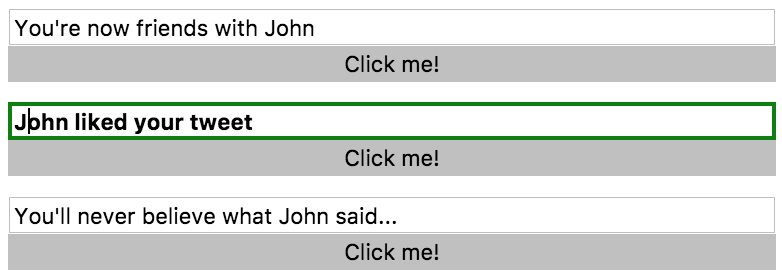 You're now friends with John
Click me!
John liked your tweet
Click me!
You'll never believe what John said...
Click me!